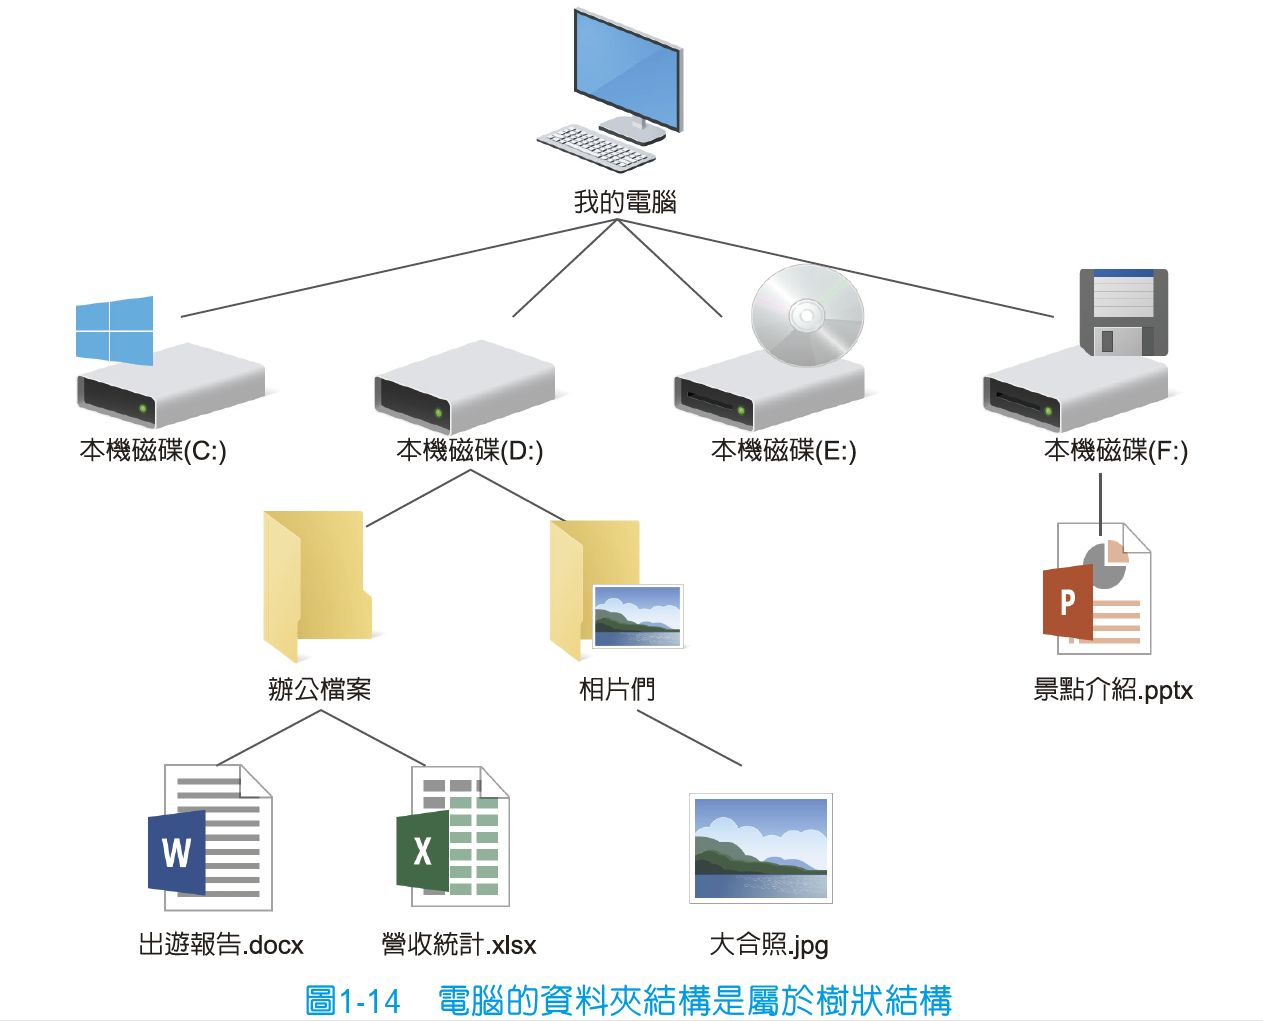 我的電腦
本機磁碟(C:)
本機磁碟(D:)
本機磁碟(E:)
本機磁碟(F:)
P
辦公檔案
相片們
景點介紹.pptx
W
X
出遊報告.docx
營收統計.xlsx
大合照.jpg
圖1-14 電腦的資料夾結構是屬於樹狀結構